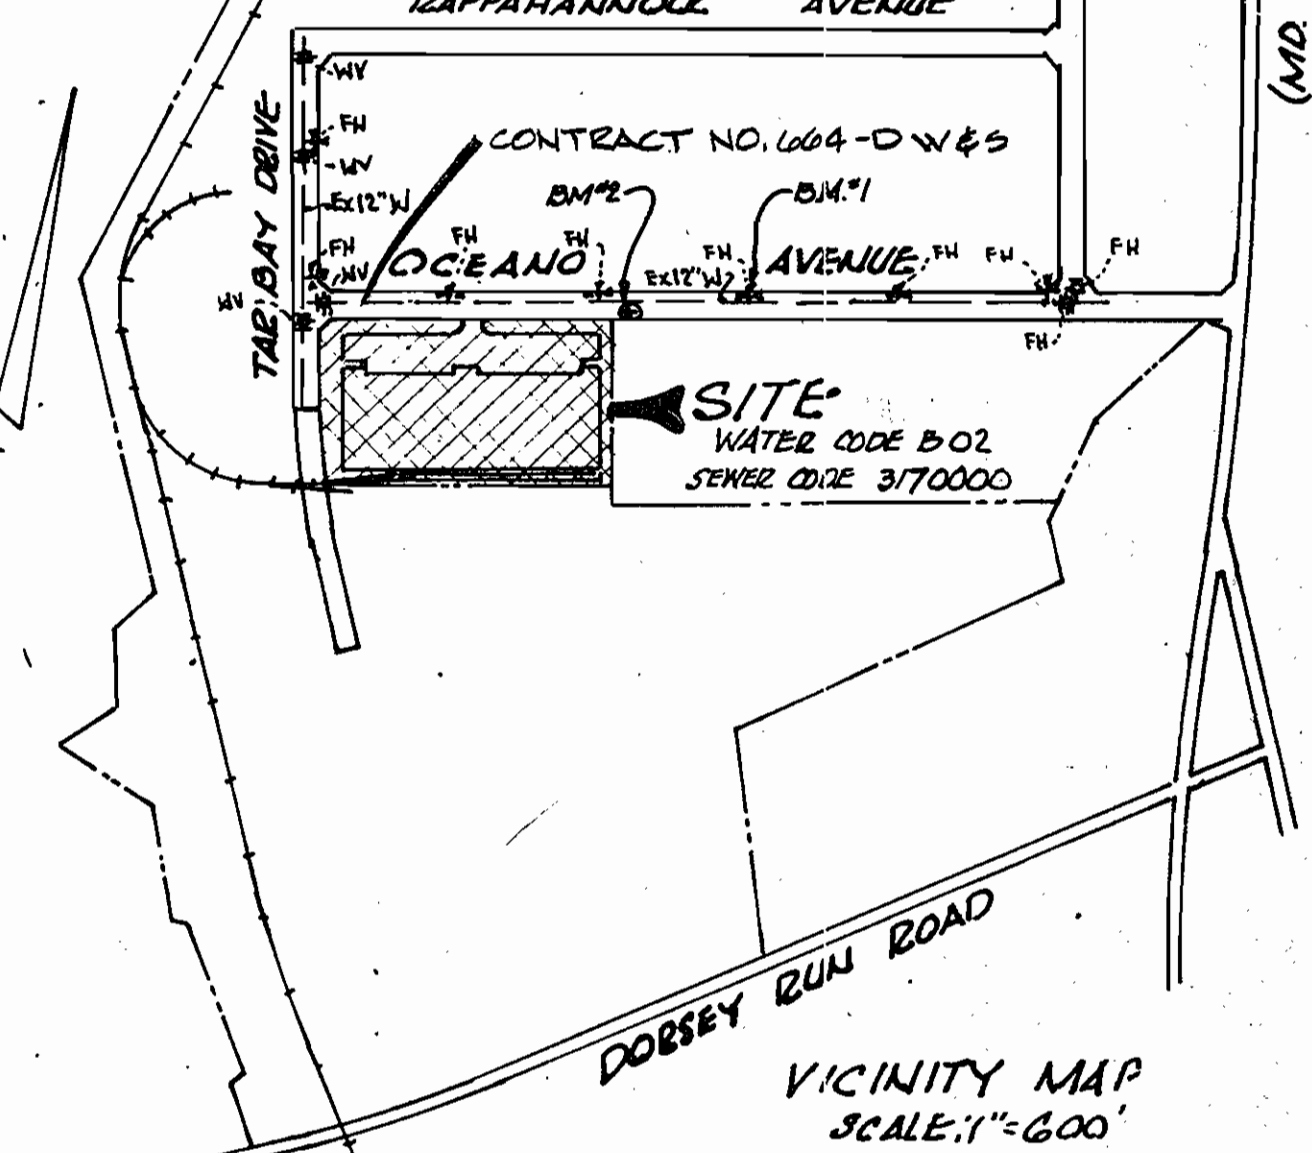 RAPPAHANNOCK AVENUE
(MD.
WV
FH
WV
Ex12"W
FH
WV
WV
TAR BAY DRIVE
CONTRACT NO. 664-D W&S
BM#2
BM.#1
FH
FH
FH
FH
FH
FH
OCEANO AVENUE
Ex12"W
FH
SITE
WATER CODE B02
SEWER CODE 3170000
DORSEY RUN ROAD
VICINITY MAP
SCALE: 1"=600'